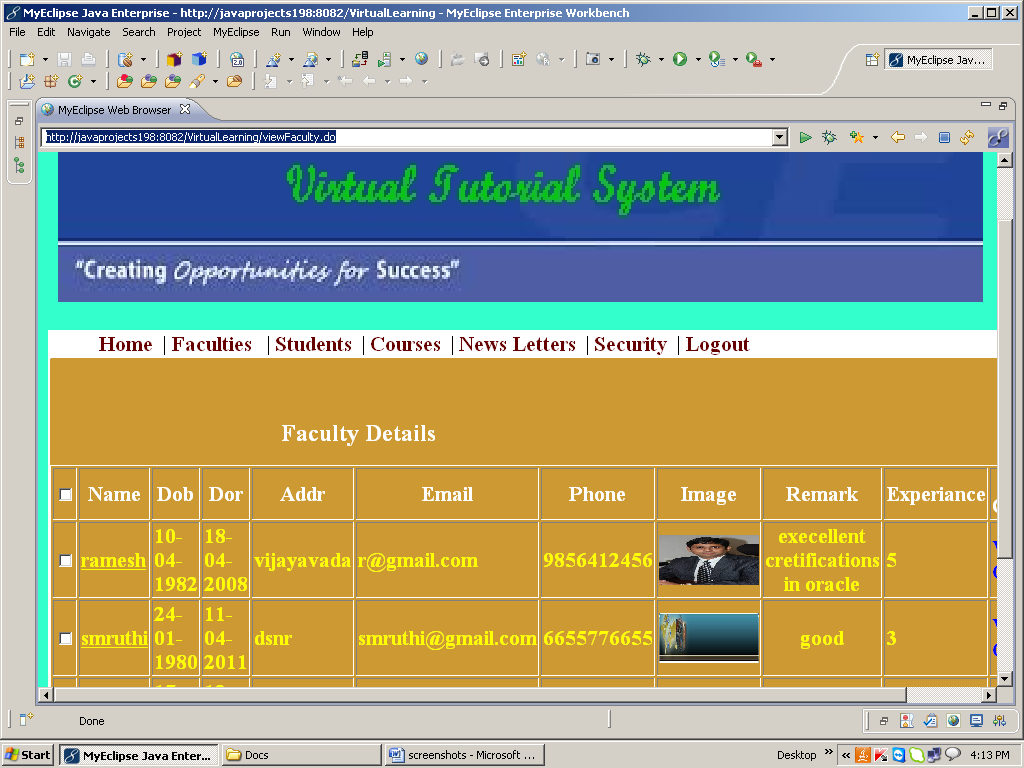 MyEclipse Java Enterprise - http://javaprojects198:8082/VirtualLearning - MyEclipse Enterprise Workbench
File Edit Navigate Search Project MyEclipse Run Window Help
2.0
MyEclipse Jav...
MyEclipse Web Browser
http://javaprojects198:8082/VirtualLearning/viewFaculty.do
Virtual Tutorial System
"Creating Opportunities for Success"
Home | Faculties | Students | Courses | News Letters | Security | Logout
Faculty Details
Name Dob Dor Addr Email Phone Image Remark Experiance
ramesh 10-04-1982 18-04-2008 vijayavada r@gmail.com 9856412456 execellent cretifications in oracle 5
smruthi 24-01-1980 11-04-2011 dsnr smruthi@gmail.com 6655776655 good 3
Done
Start MyEclipse Java Enter... Docs screenshots - Microsoft ... Desktop » « 4:13 PM